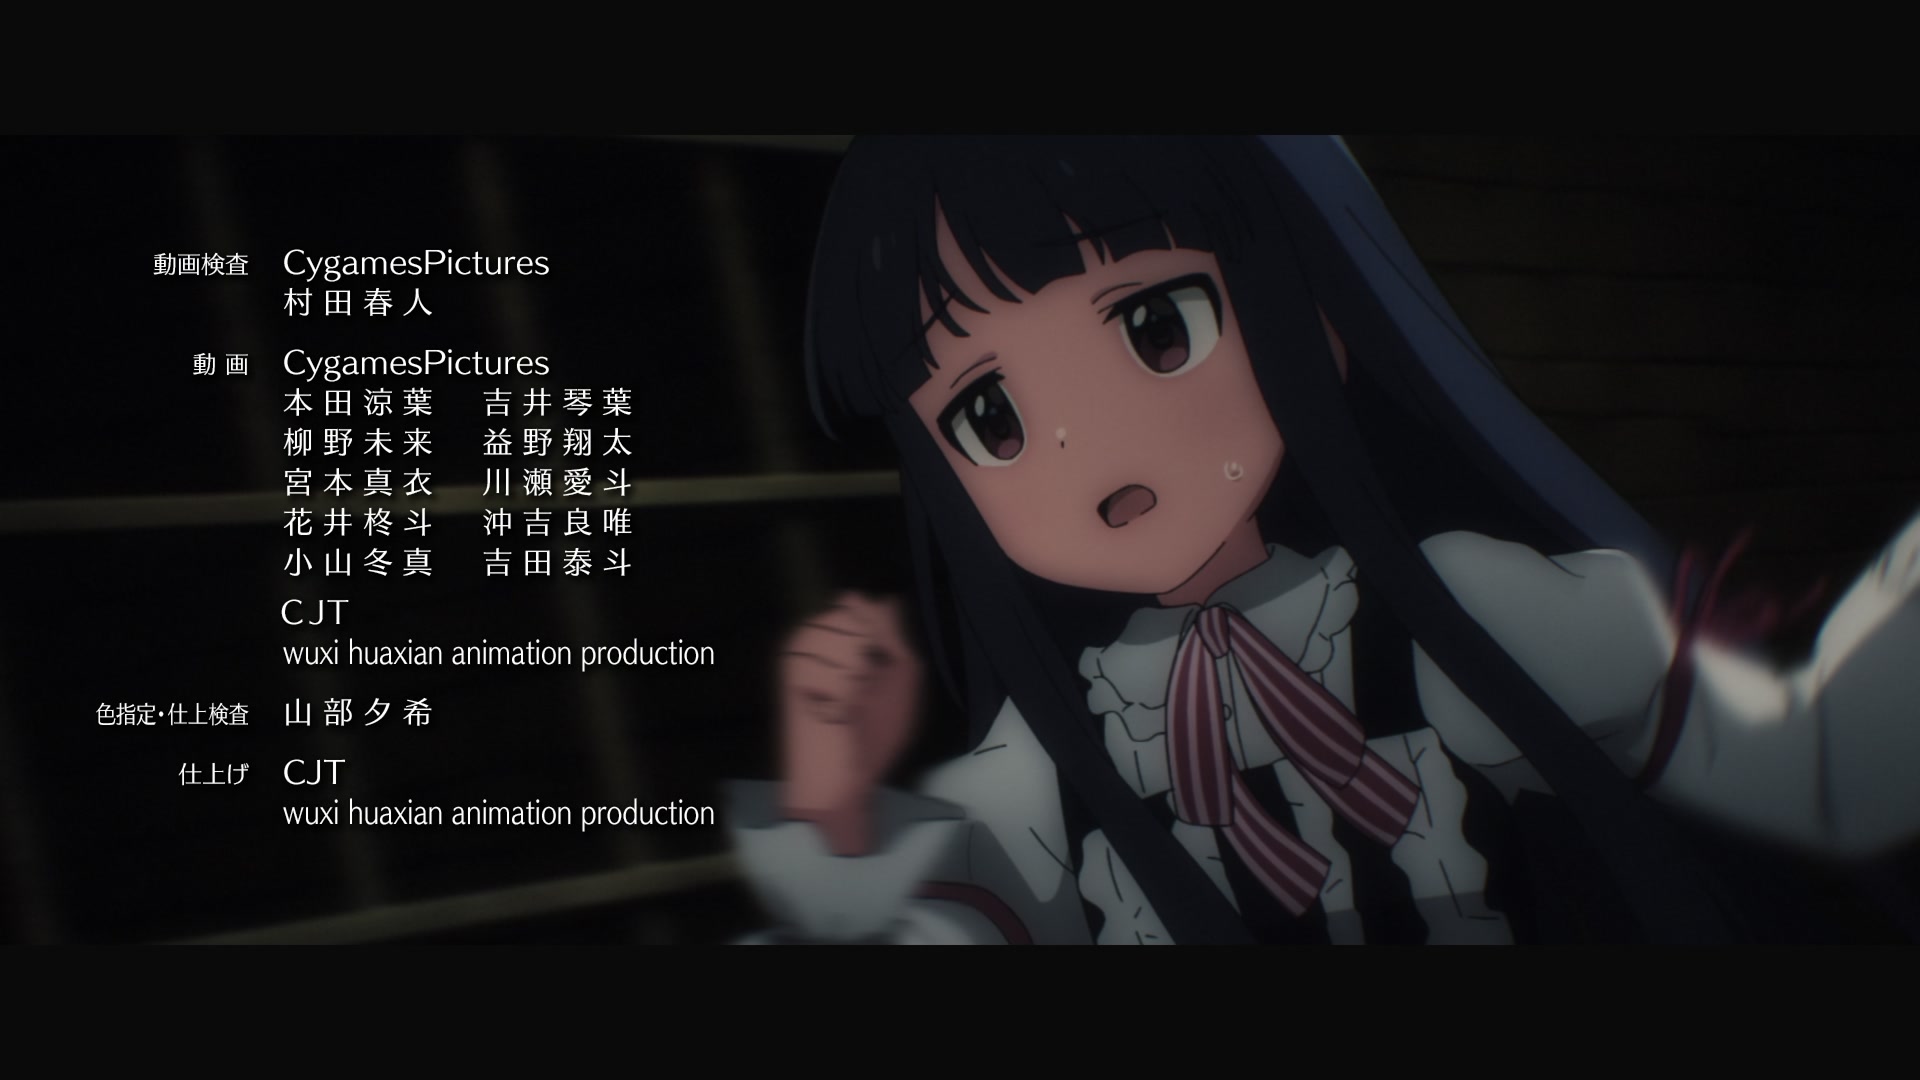 動画検査 CygamesPictures
村田春人
動画 CygamesPictures
本田涼葉 吉井琴葉
柳野未来 益野翔太
宮本真衣 川瀬愛斗
花井柊斗 沖吉良唯
小山冬真 吉田泰斗
CJT
wuxi huaxian animation production
色指定・仕上検査 山部夕希
仕上げ CJT
wuxi huaxian animation production